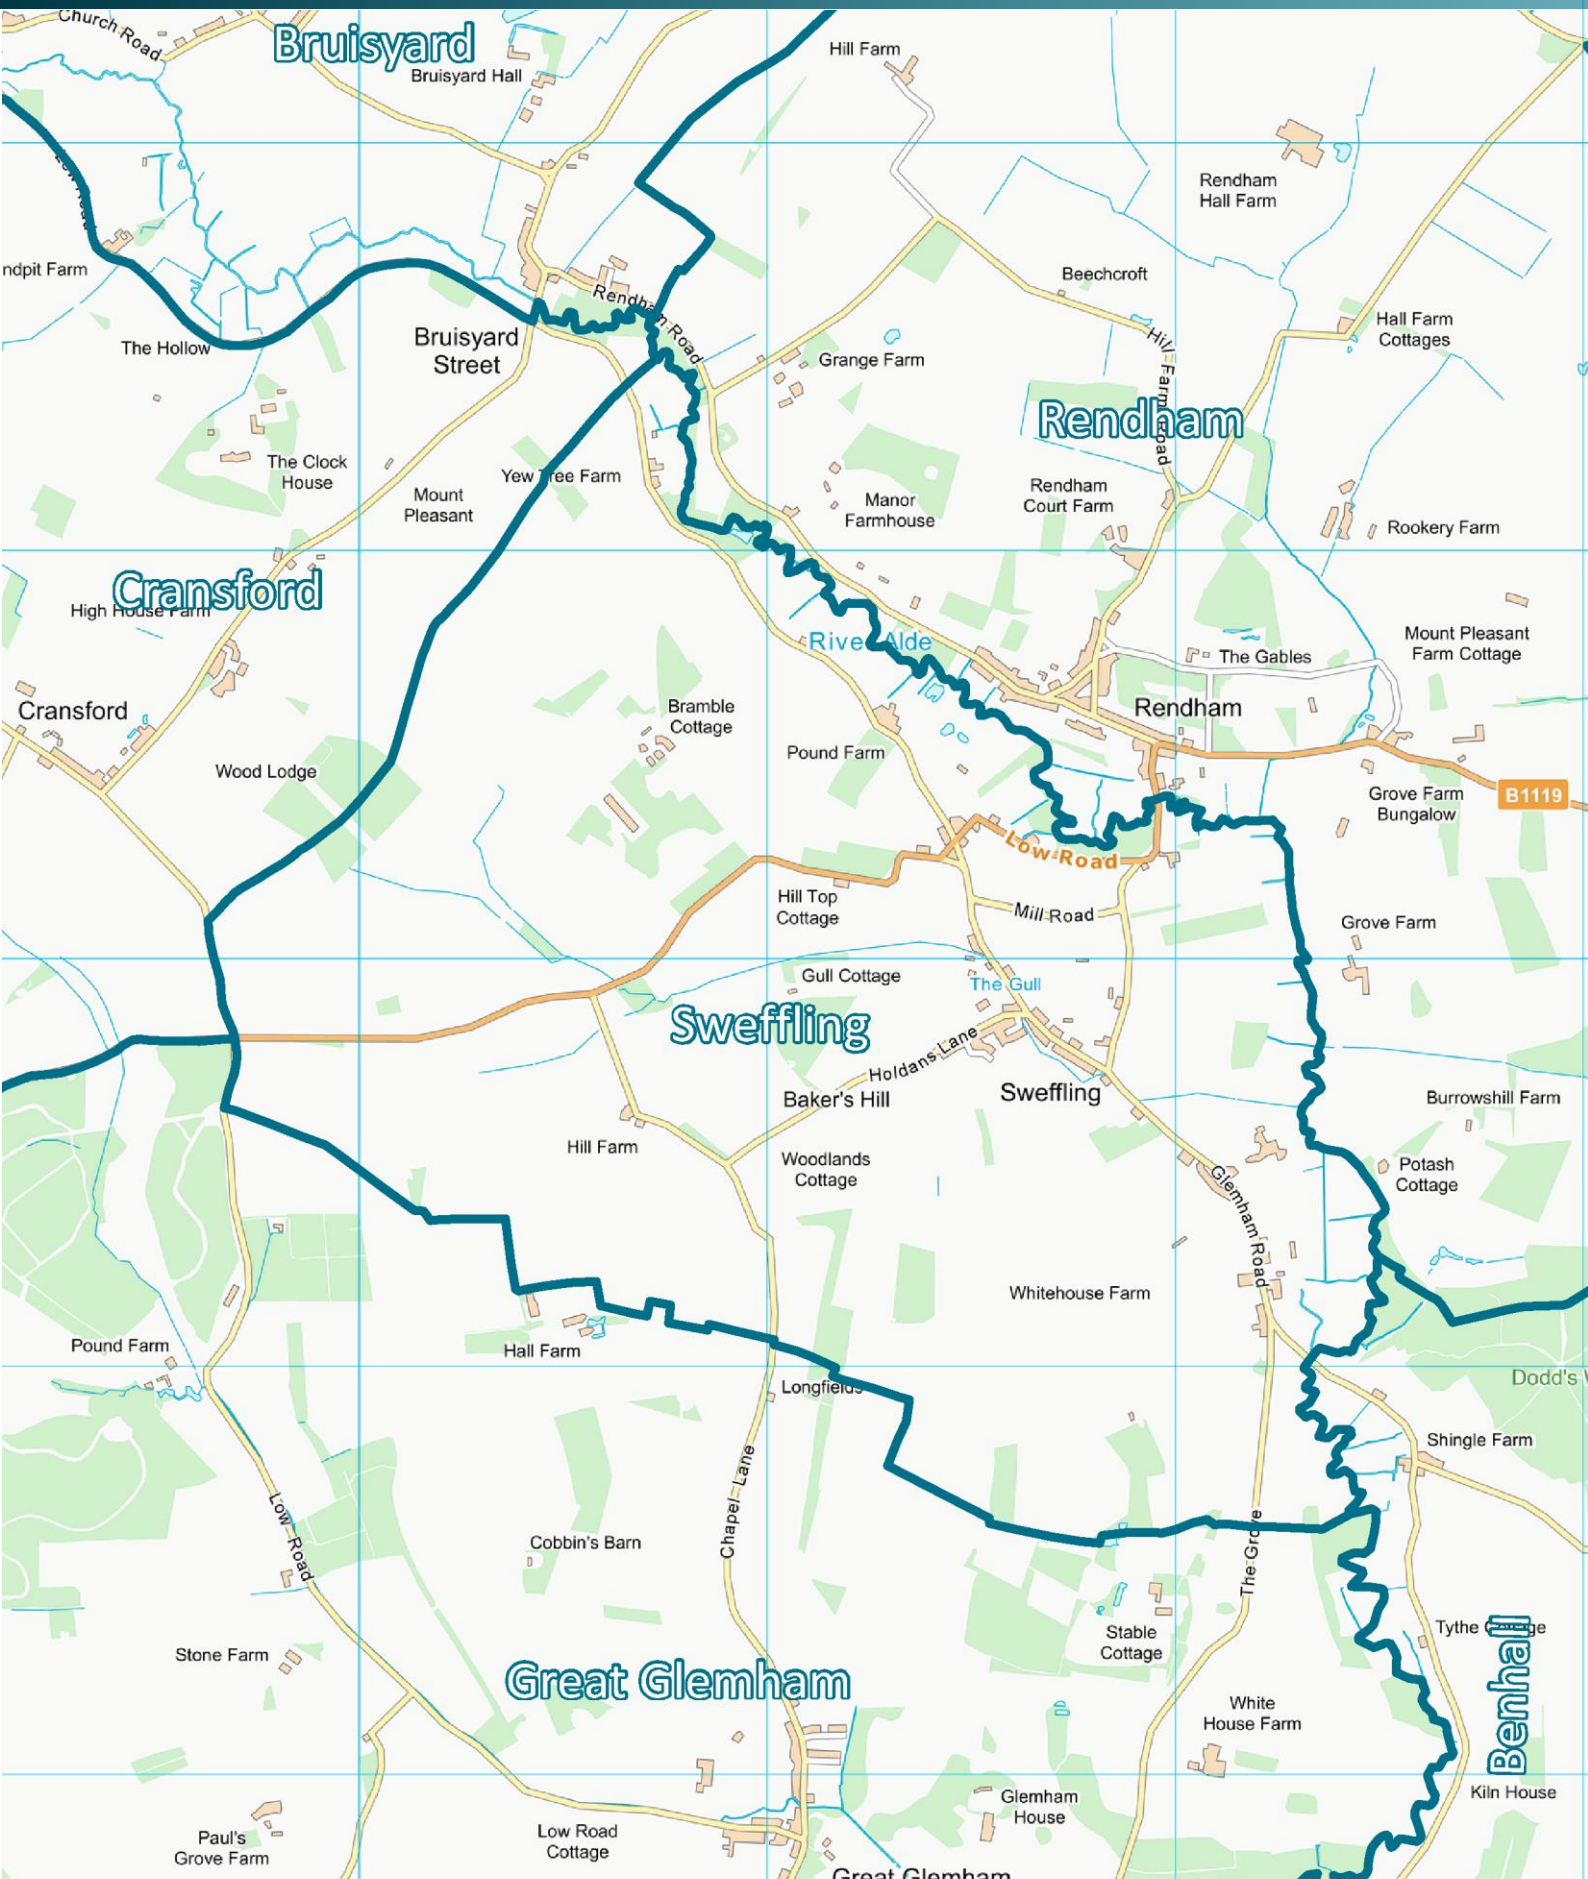 Church Road
Bruisyard
Bruisyard Hall
Hill Farm
Low Road
Rendham
Hall Farm
ndpit Farm
Beechcroft
Rendham Road
The Hollow
Bruisyard
Street
Hill Farm Road
Hall Farm
Cottages
Grange Farm
Rendham
The Clock
House
Yew Tree Farm
Mount
Pleasant
Manor
Farmhouse
Rendham
Court Farm
Rookery Farm
Cransford
High House Farm
River Alde
The Gables
Mount Pleasant
Farm Cottage
Cransford
Bramble
Cottage
Rendham
Pound Farm
Wood Lodge
Grove Farm
Bungalow
B1119
Low Road
Hill Top
Cottage
Mill Road
Grove Farm
Gull Cottage
The Gull
Sweffling
Holdans Lane
Baker's Hill
Sweffling
Burrowshill Farm
Hill Farm
Woodlands
Cottage
Potash
Cottage
Glemham Road
Whitehouse Farm
Pound Farm
Hall Farm
Longfields
Dodd's
Shingle Farm
Low Road
Chapel Lane
Cobbin's Barn
The Grove
Stone Farm
Stable
Cottage
Tythe Cottage
Great Glemham
Benhall
White
House Farm
Kiln House
Glemham
House
Paul's
Grove Farm
Low Road
Cottage
Great Glemham